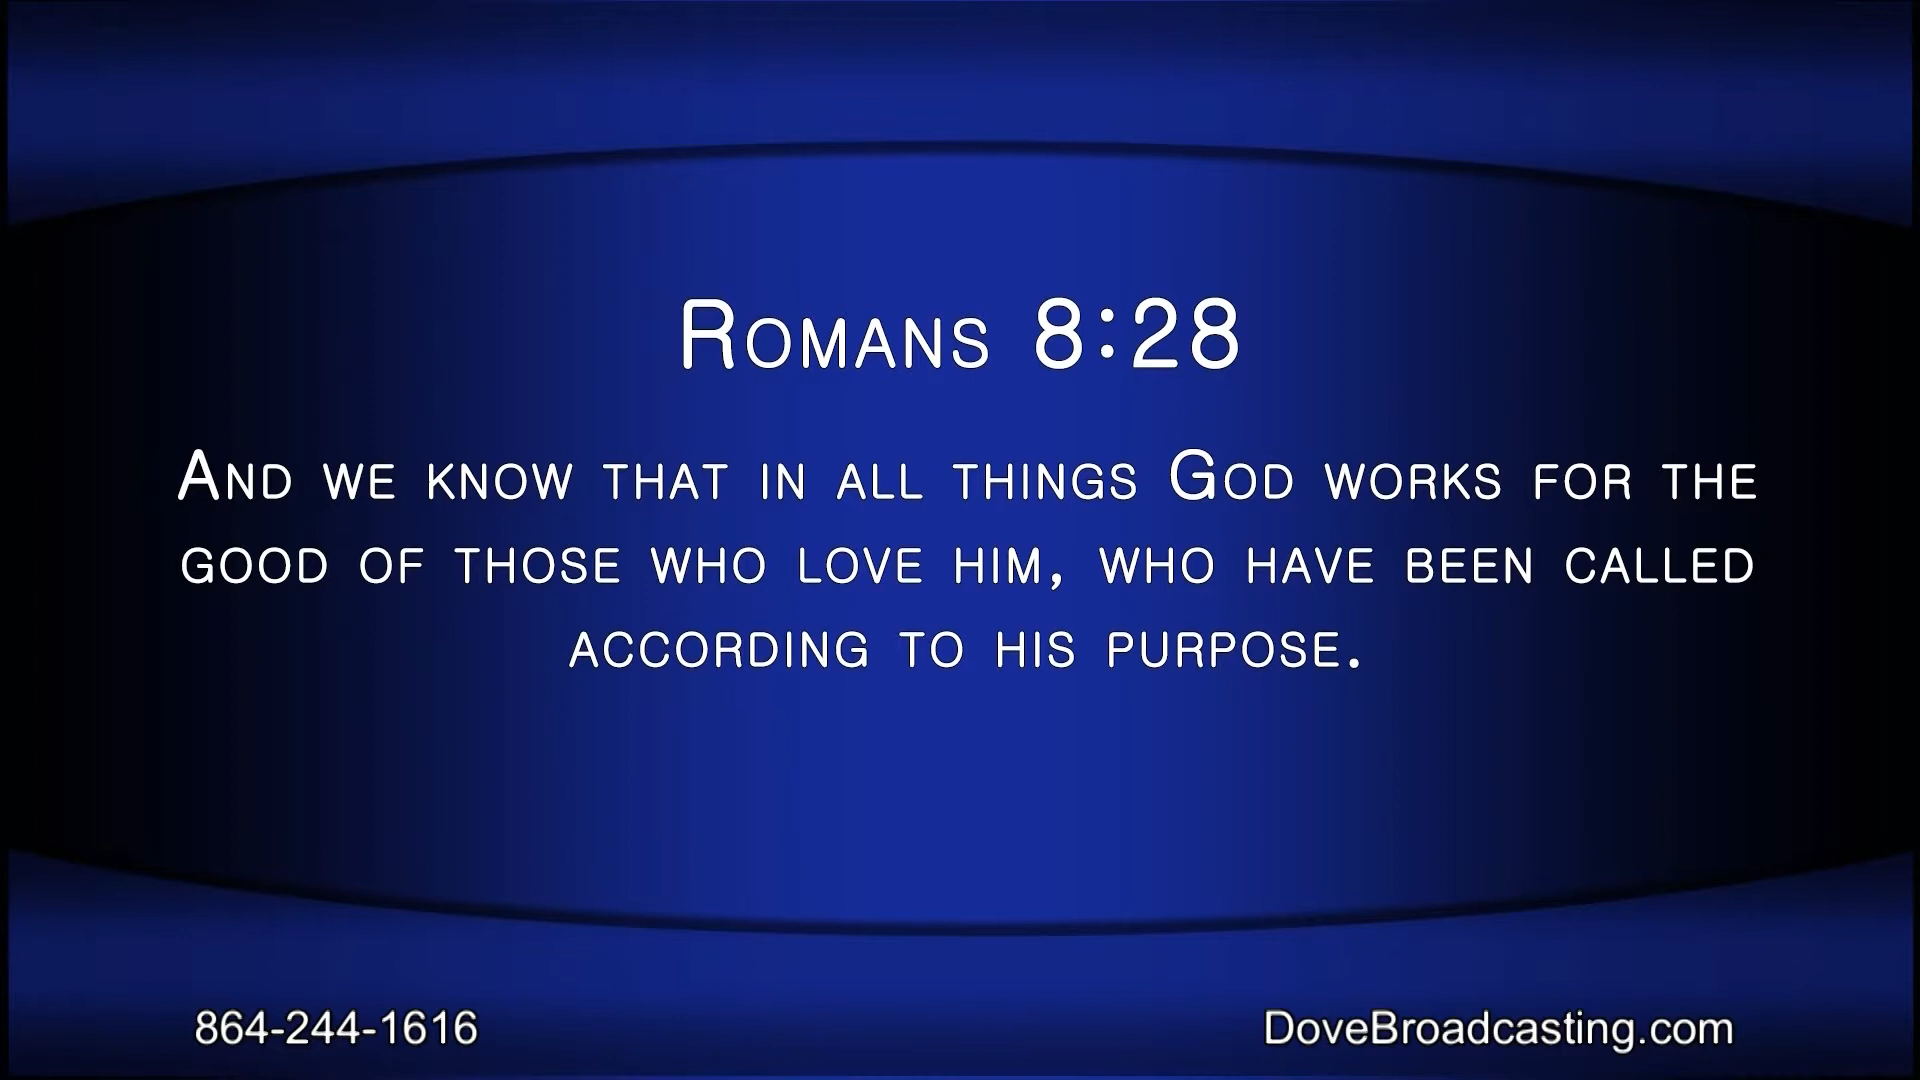 Romans 8:28
And we know that in all things God works for the
good of those who love him, who have been called
according to his purpose.
864-244-1616
DoveBroadcasting.com